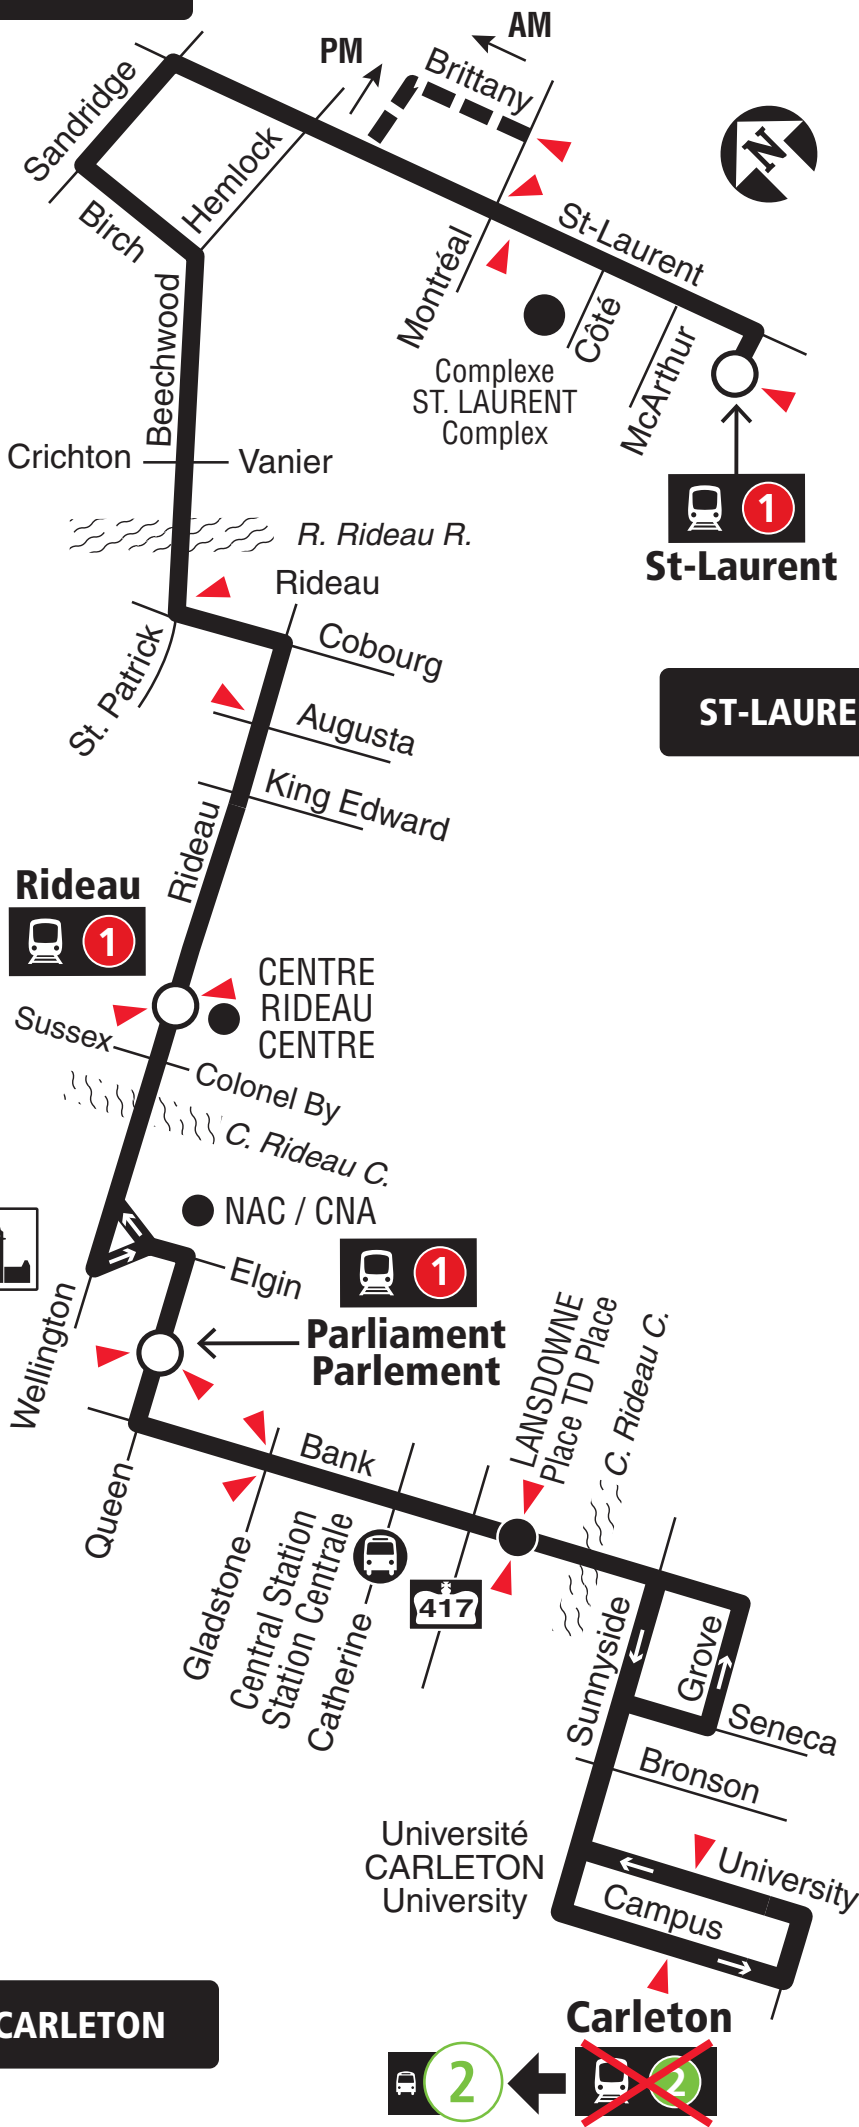 AM
PM
Brittany
Sandridge
Hemlock
N
Birch
St-Laurent
Montréal
Côté
Beechwood
McArthur
Complexe
ST. LAURENT
Complex
Crichton
Vanier
1
St-Laurent
R. Rideau R.
Rideau
Cobourg
St. Patrick
ST-LAURE
Augusta
King Edward
Rideau
Rideau
1
CENTRE
RIDEAU
CENTRE
Sussex
Colonel By
C. Rideau C.
NAC / CNA
Elgin
1
Parliament
Parlement
Wellington
LANSDOWNE
Place TD Place
C. Rideau C.
Bank
Queen
Gladstone
Central Station
Station Centrale
Catherine
417
Sunnyside
Grove
Seneca
Bronson
Université
CARLETON
University
University
Campus
CARLETON
Carleton
2
2